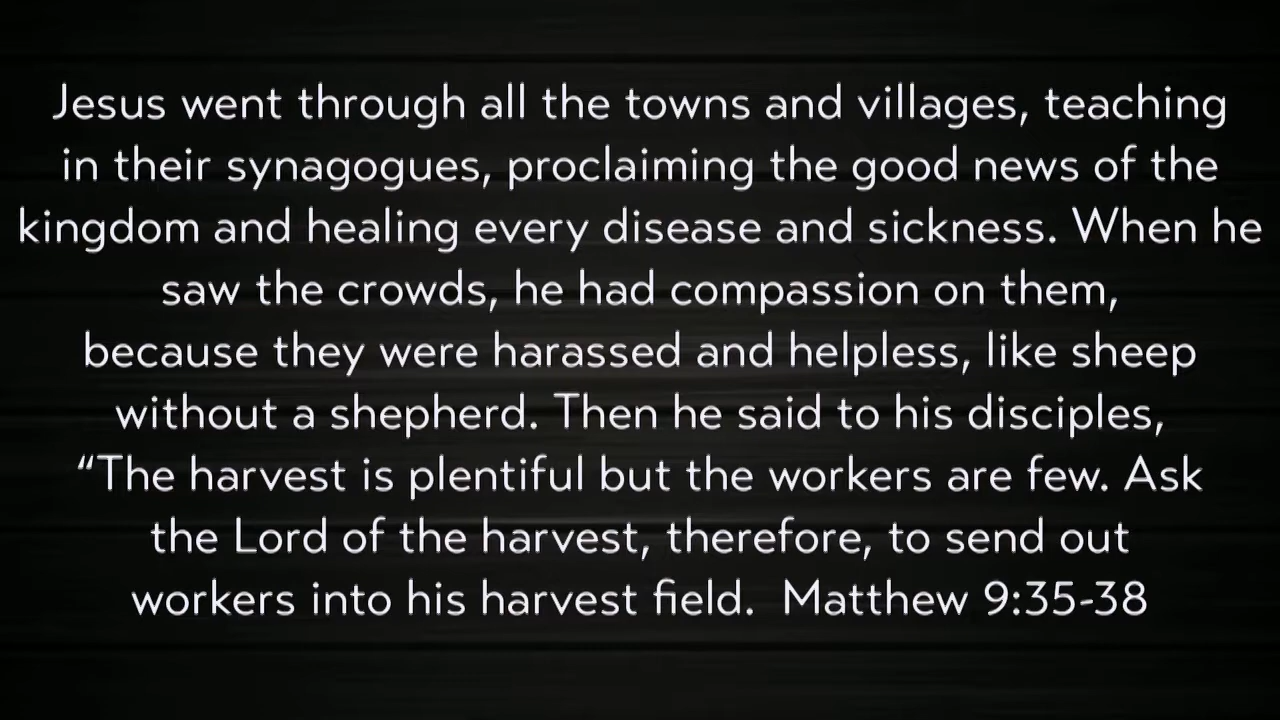 Jesus went through all the towns and villages, teaching
in their synagogues, proclaiming the good news of the
kingdom and healing every disease and sickness. When he
saw the crowds, he had compassion on them,
because they were harassed and helpless, like sheep
without a shepherd. Then he said to his disciples,
“The harvest is plentiful but the workers are few. Ask
the Lord of the harvest, therefore, to send out
workers into his harvest field.  Matthew 9:35-38